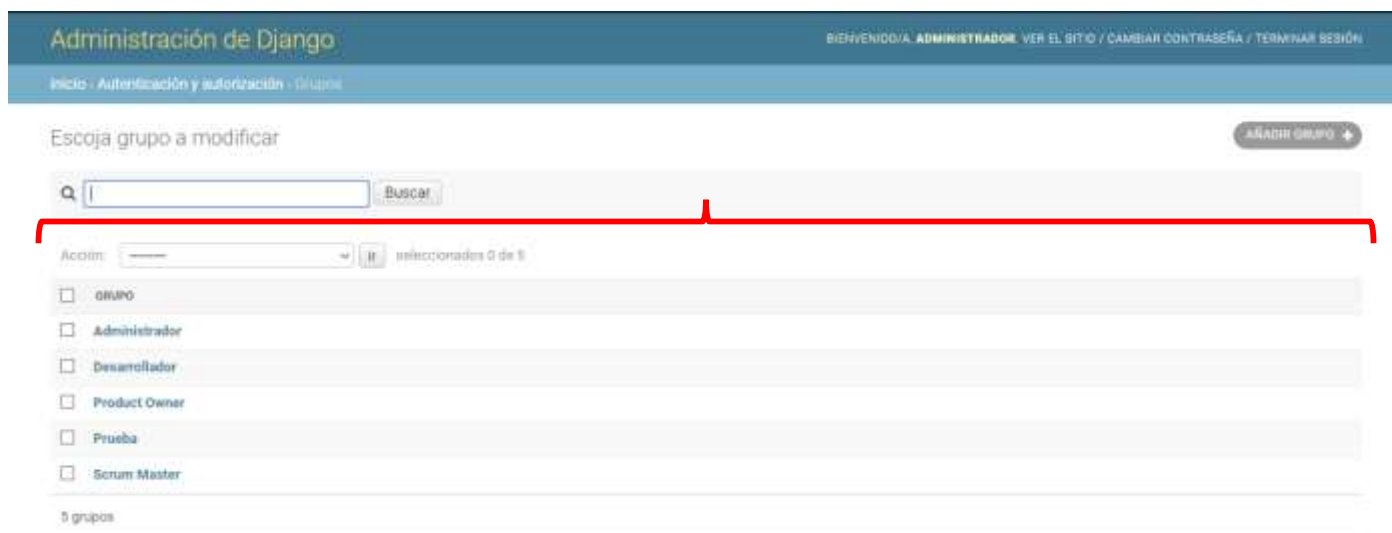 Administración de Django
BIENVENIDO/A, ADMINISTRADOR. VER EL SITIO / CAMBIAR CONTRASEÑA / TERMINAR SESIÓN
Inicio › Autenticación y autorización › Grupos
Escoja grupo a modificar
AÑADIR GRUPO +
Buscar
Acción: --------- Ir seleccionados 0 de 5
GRUPO
Administrador
Desarrollador
Product Owner
Prueba
Scrum Master
5 grupos